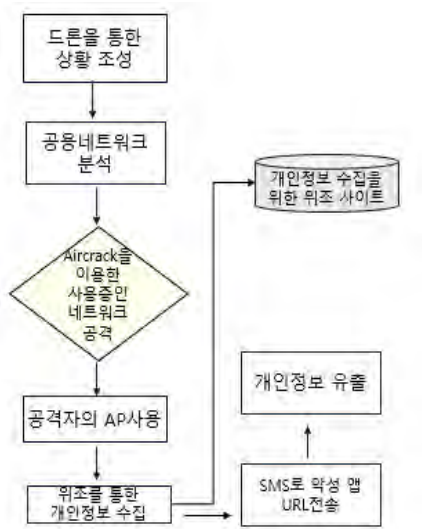 드론을 통한
상황 조성
공용네트워크
분석
Aircrack을
이용한
사용중인
네트워크
공격
공격자의 AP사용
위조를 통한
개인정보 수집
개인정보 수집을
위한 위조 사이트
개인정보 유출
SMS로 악성 앱
URL전송